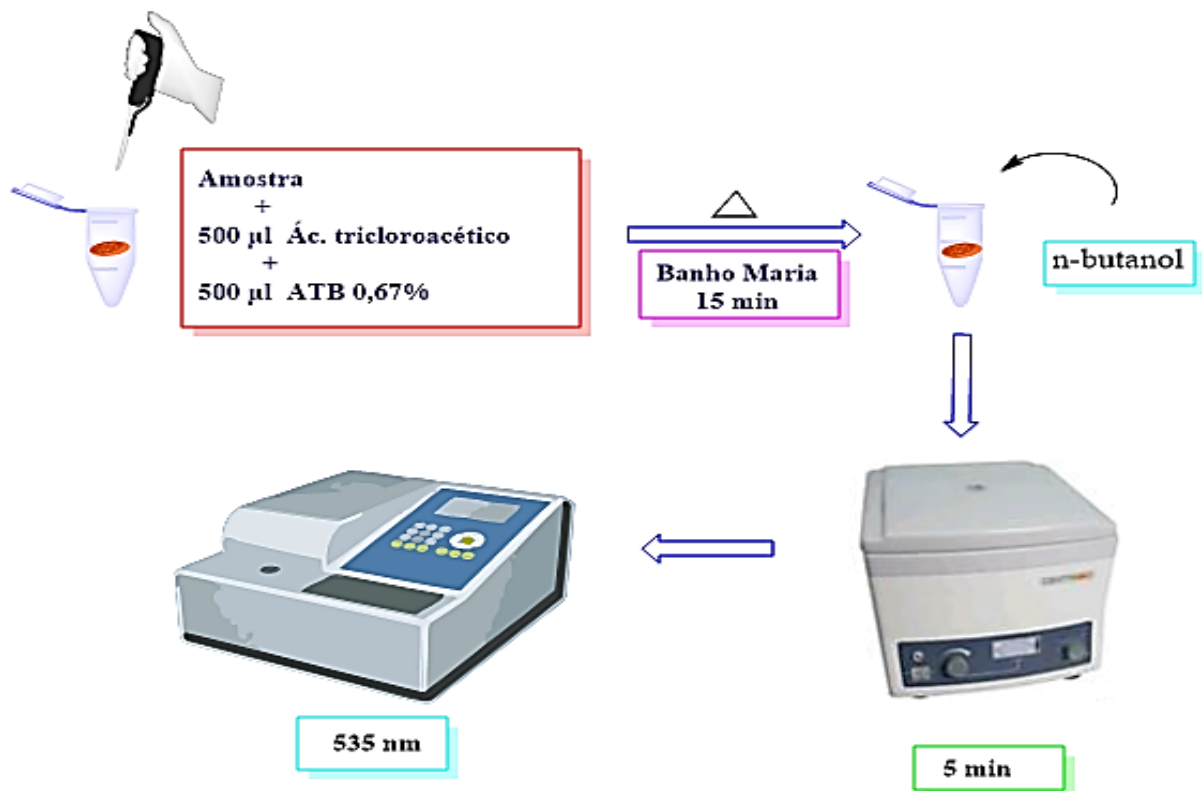 Amostra
+
500 µl Ác. tricloroacético
+
500 µl ATB 0,67%
Banho Maria
15 min
n-butanol
535 nm
5 min